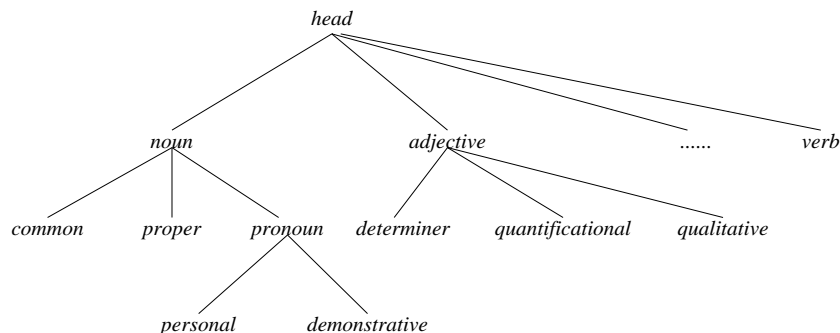 head
noun adjective ...... verb
common proper pronoun determiner quantificational qualitative
personal demonstrative